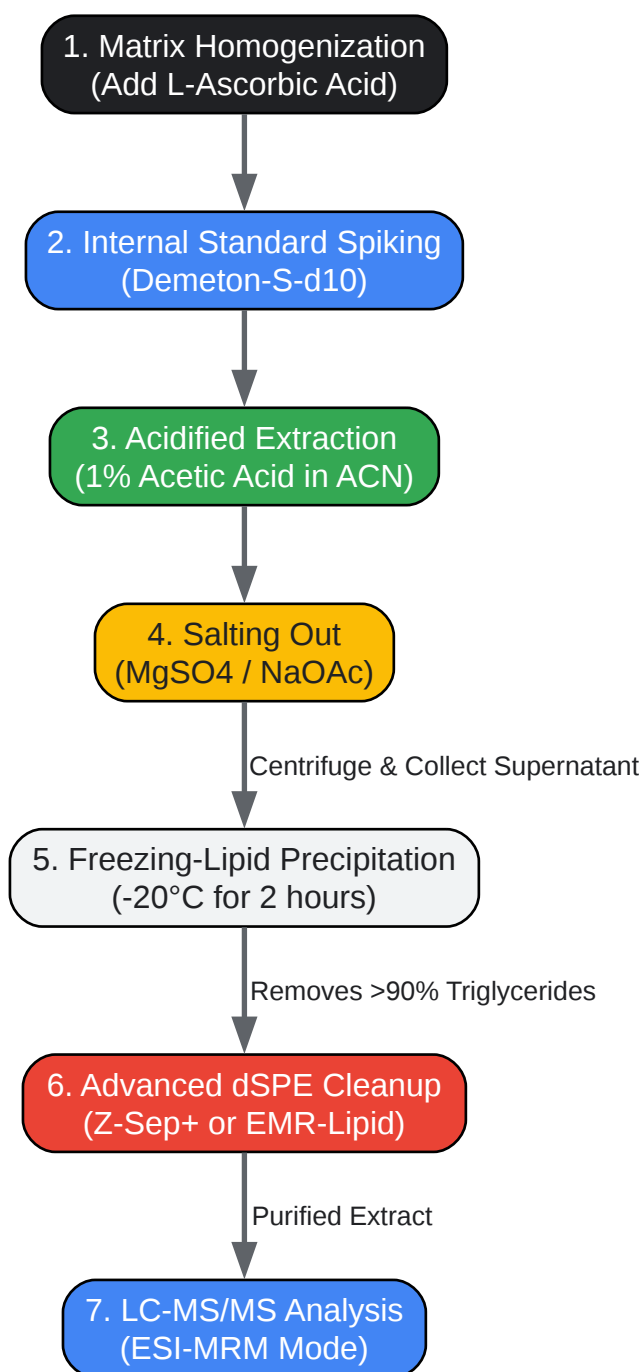 1. Matrix Homogenization
(Add L-Ascorbic Acid)
2. Internal Standard Spiking
(Demeton-S-d10)
3. Acidified Extraction
(1% Acetic Acid in ACN)
4. Salting Out
(MgSO4 / NaOAc)
Centrifuge & Collect Supernatant
5. Freezing-Lipid Precipitation
(-20°C for 2 hours)
Removes >90% Triglycerides
6. Advanced dSPE Cleanup
(Z-Sep+ or EMR-Lipid)
Purified Extract
7. LC-MS/MS Analysis
(ESI-MRM Mode)